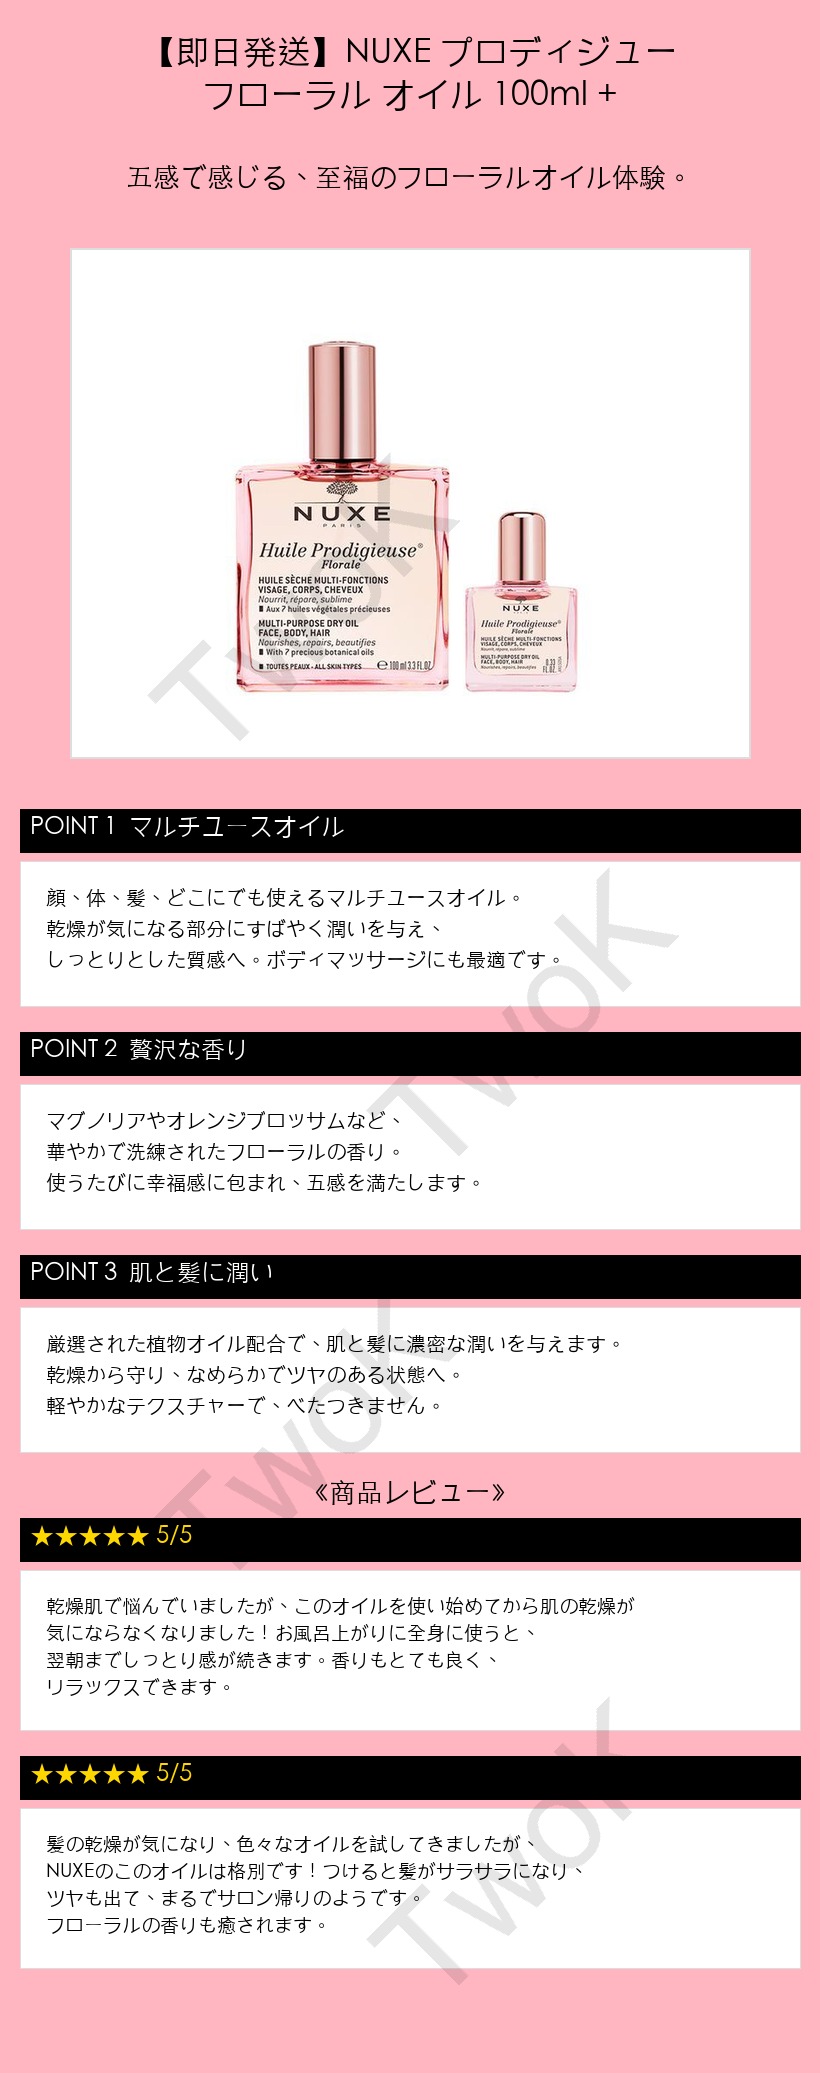 【即日発送】NUXE プロディジュー
フローラル オイル 100ml +
五感で感じる、至福のフローラルオイル体験。
NUXE
PARIS
Huile Prodigieuse®
Florale
HUILE SÈCHE MULTI-FONCTIONS
VISAGE, CORPS, CHEVEUX
Nourrit, répare, sublime
Aux 7 huiles végétales précieuses
MULTI-PURPOSE DRY OIL
FACE, BODY, HAIR
Nourishes, repairs, beautifies
With 7 precious botanical oils
TOUTES PEAUX - ALL SKIN TYPES ℮ 100 ml 3.3 FL.OZ.
NUXE
Huile Prodigieuse®
Florale
HUILE SÈCHE MULTI-FONCTIONS
VISAGE, CORPS, CHEVEUX
Nourrit, répare, sublime
MULTI-PURPOSE DRY OIL
FACE, BODY, HAIR
Nourishes, repairs, beautifies
0.33
FL.OZ.
TwoK
POINT 1 マルチユースオイル
顔、体、髪、どこにでも使えるマルチユースオイル。
乾燥が気になる部分にすばやく潤いを与え、
しっとりとした質感へ。ボディマッサージにも最適です。
TwoK
POINT 2 贅沢な香り
マグノリアやオレンジブロッサムなど、
華やかで洗練されたフローラルの香り。
使うたびに幸福感に包まれ、五感を満たします。
POINT 3 肌と髪に潤い
厳選された植物オイル配合で、肌と髪に濃密な潤いを与えます。
乾燥から守り、なめらかでツヤのある状態へ。
軽やかなテクスチャーで、べたつきません。
TwoK
《商品レビュー》
★★★★★ 5/5
乾燥肌で悩んでいましたが、このオイルを使い始めてから肌の乾燥が
気にならなくなりました！お風呂上がりに全身に使うと、
翌朝までしっとり感が続きます。香りもとても良く、
リラックスできます。
★★★★★ 5/5
髪の乾燥が気になり、色々なオイルを試してきましたが、
NUXEのこのオイルは格別です！つけると髪がサラサラになり、
ツヤも出て、まるでサロン帰りのようです。
フローラルの香りも癒されます。
TwoK